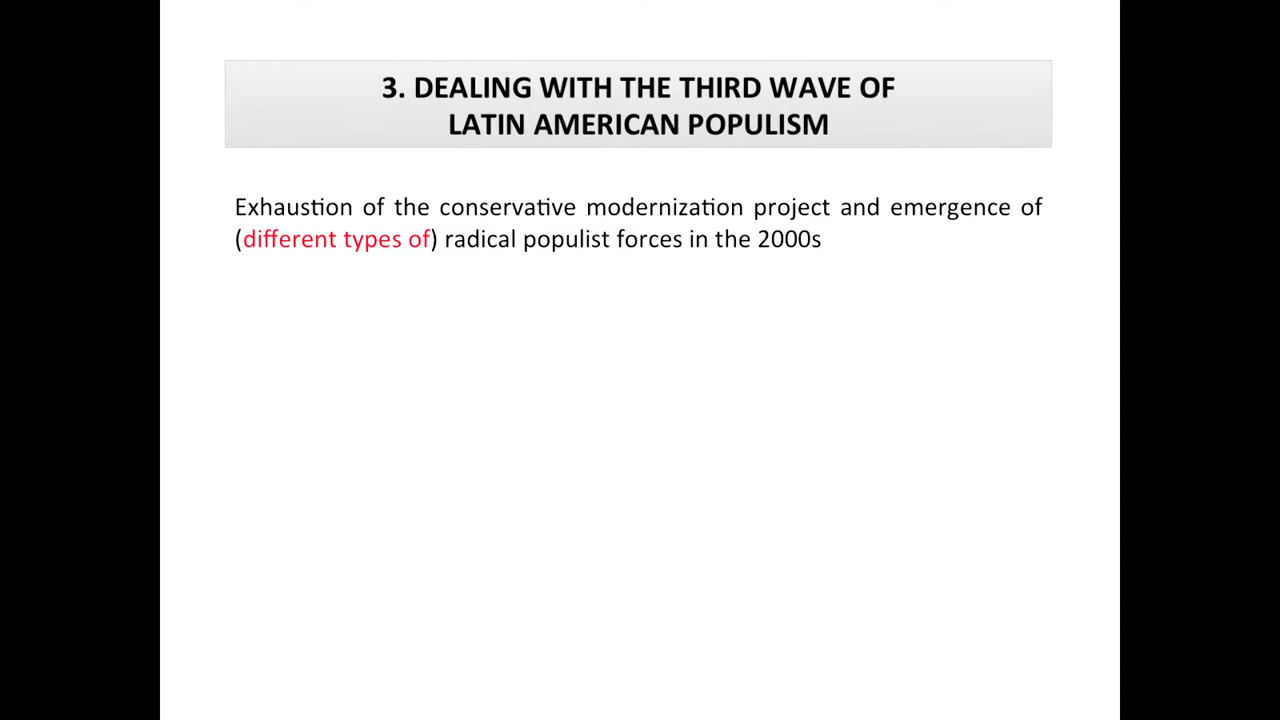 3. DEALING WITH THE THIRD WAVE OF
LATIN AMERICAN POPULISM
Exhaustion of the conservative modernization project and emergence of
(different types of) radical populist forces in the 2000s